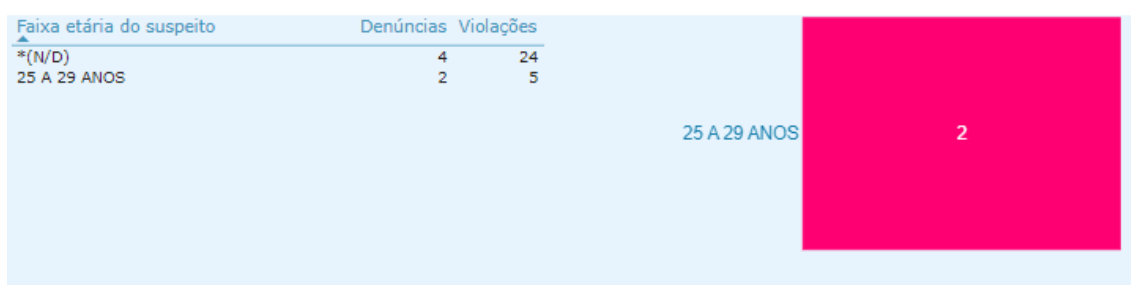 Faixa etária do suspeito Denúncias Violações
*(N/D) 4 24
25 A 29 ANOS 2 5
25 A 29 ANOS 2